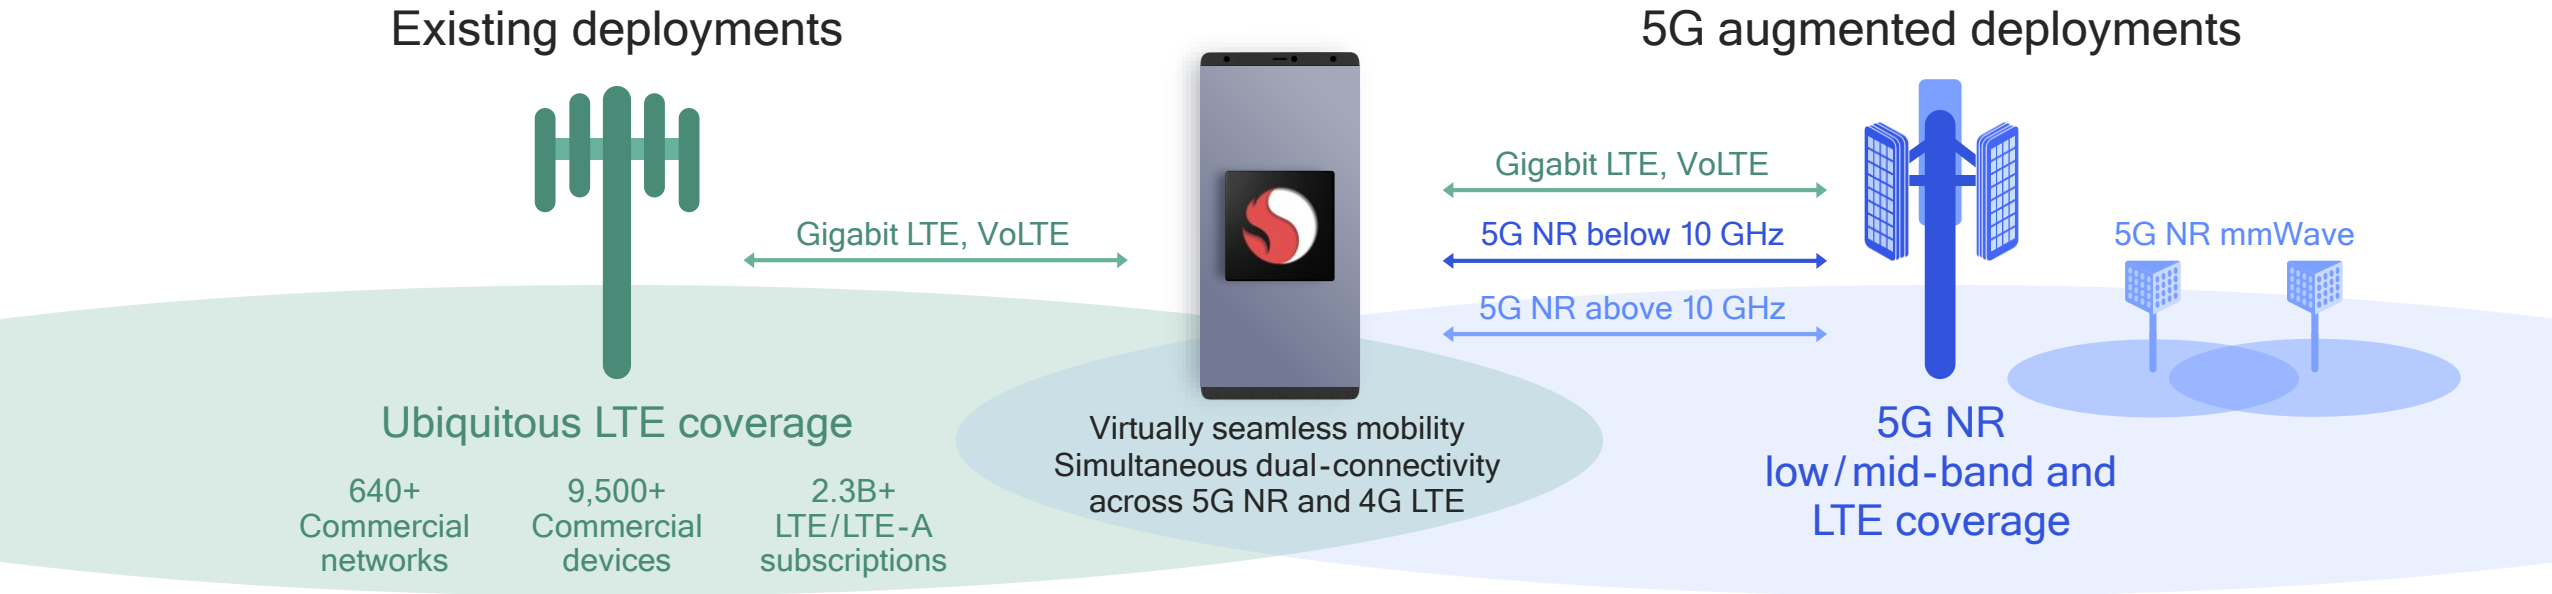 Existing deployments
5G augmented deployments
Gigabit LTE, VoLTE
Gigabit LTE, VoLTE
5G NR below 10 GHz
5G NR above 10 GHz
5G NR mmWave
Ubiquitous LTE coverage
640+
Commercial
networks
9,500+
Commercial
devices
2.3B+
LTE/LTE-A
subscriptions
Virtually seamless mobility
Simultaneous dual-connectivity
across 5G NR and 4G LTE
5G NR
low/mid-band and
LTE coverage